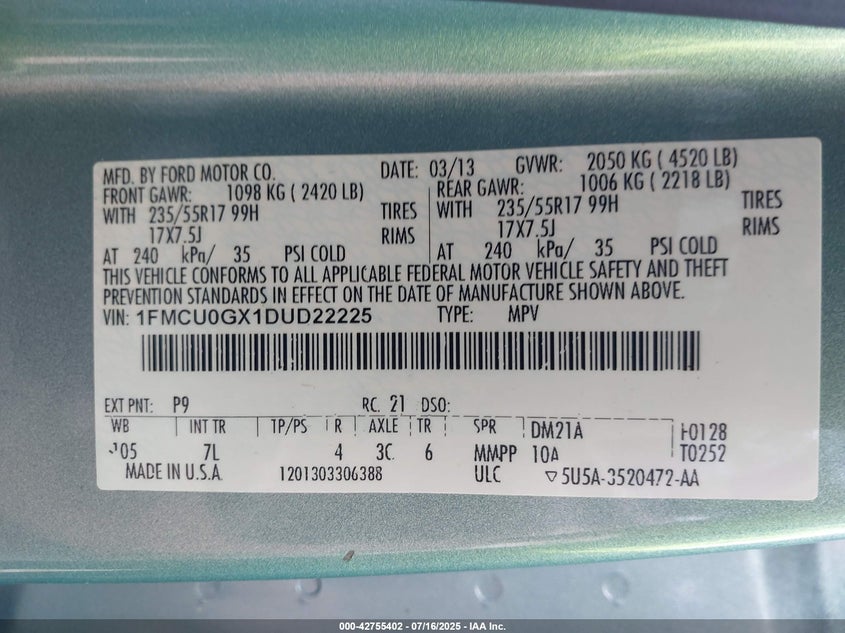 MFD. BY FORD MOTOR CO. DATE: 03/13 GVWR: 2050 KG ( 4520 LB)
FRONT GAWR: 1098 KG ( 2420 LB) REAR GAWR: 1006 KG ( 2218 LB)
WITH 235/55R17 99H TIRES WITH 235/55R17 99H TIRES
17X7.5J RIMS 17X7.5J RIMS
AT 240 kPa/ 35 PSI COLD AT 240 kPa/ 35 PSI COLD
THIS VEHICLE CONFORMS TO ALL APPLICABLE FEDERAL MOTOR VEHICLE SAFETY AND THEFT
PREVENTION STANDARDS IN EFFECT ON THE DATE OF MANUFACTURE SHOWN ABOVE.
VIN: 1FMCU0GX1DUD22225 TYPE: MPV
EXT PNT: P9 RC: 21 DSO:
WB INT TR TP/PS R AXLE TR SPR DM21A F0128
105 7L 4 3C 6 MMPP 10A T0252
MADE IN U.S.A. 1201303306388 ULC ▽5U5A-3520472-AA
000-42755402 - 07/16/2025 - IAA Inc.